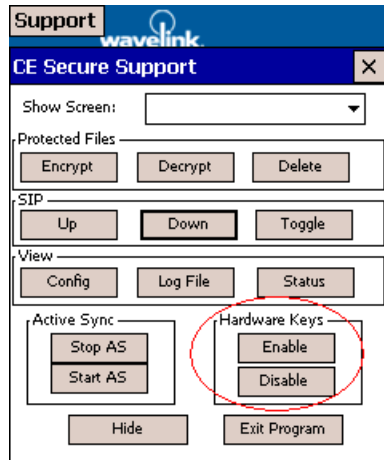 Support
wavelink.
CE Secure Support
Show Screen:
Protected Files
Encrypt Decrypt Delete
SIP
Up Down Toggle
View
Config Log File Status
Active Sync Hardware Keys
Stop AS Enable
Start AS Disable
Hide Exit Program